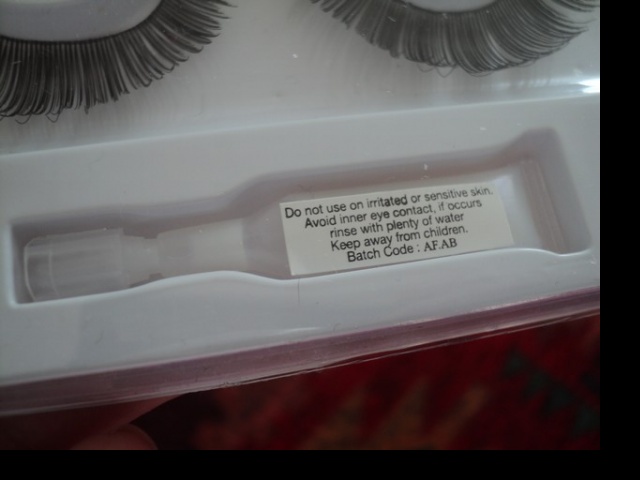 Do not use on irritated or sensitive skin.
Avoid inner eye contact, if occurs
rinse with plenty of water
Keep away from children.
Batch Code : AF.AB